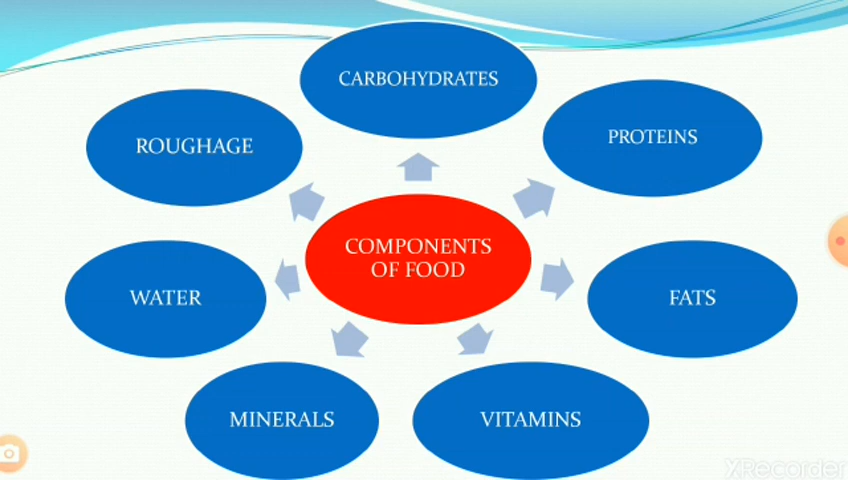 CARBOHYDRATES
PROTEINS
ROUGHAGE
COMPONENTS
OF FOOD
WATER
FATS
MINERALS
VITAMINS
XRecorder